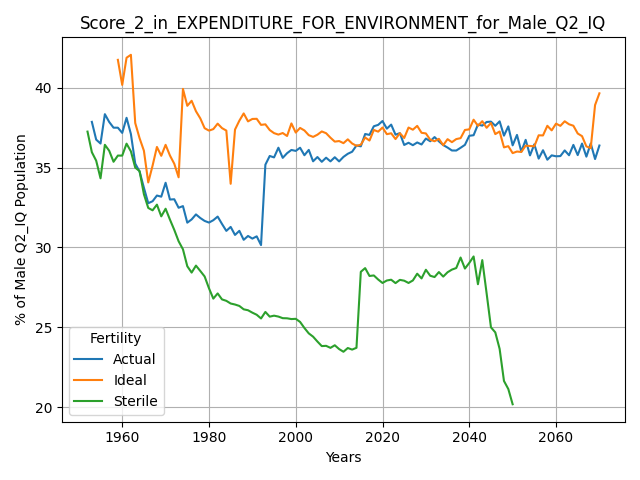 Score_2_in_EXPENDITURE_FOR_ENVIRONMENT_for_Male_Q2_IQ
% of Male Q2_IQ Population
40
35
30
25
20
Fertility
Actual
Ideal
Sterile
1960 1980 2000 2020 2040 2060
Years